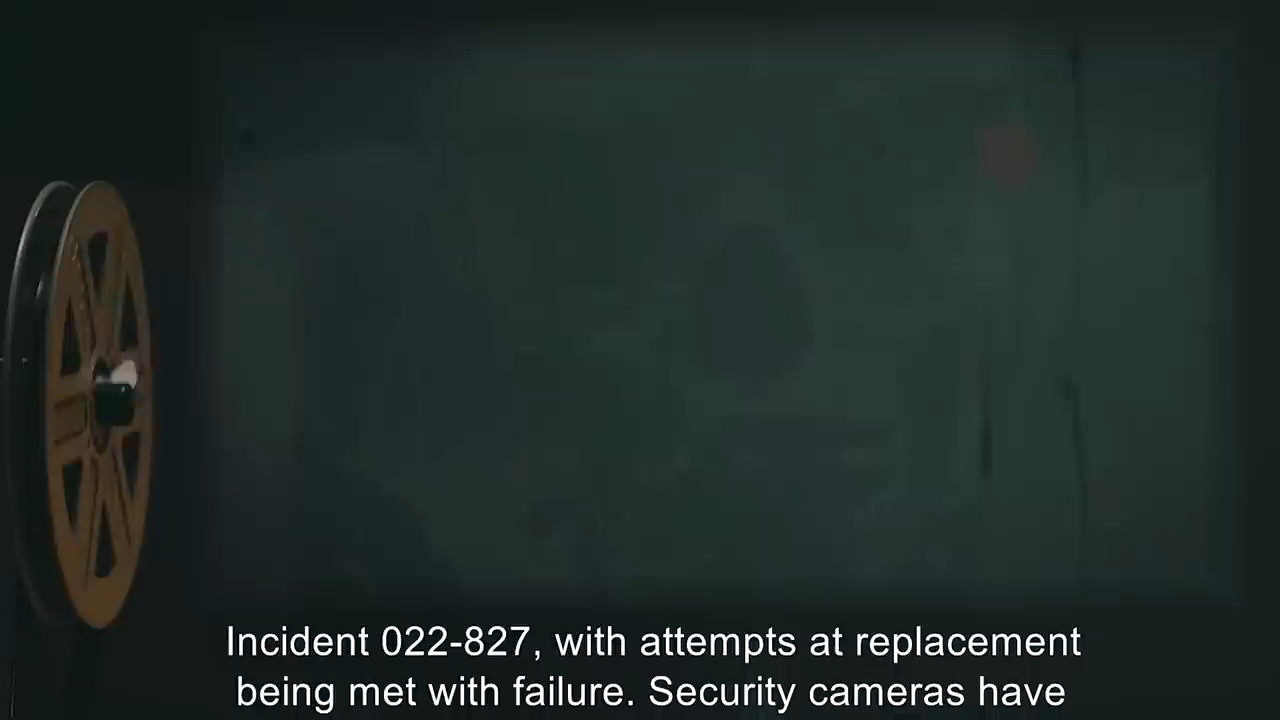 Incident 022-827, with attempts at replacement
being met with failure. Security cameras have